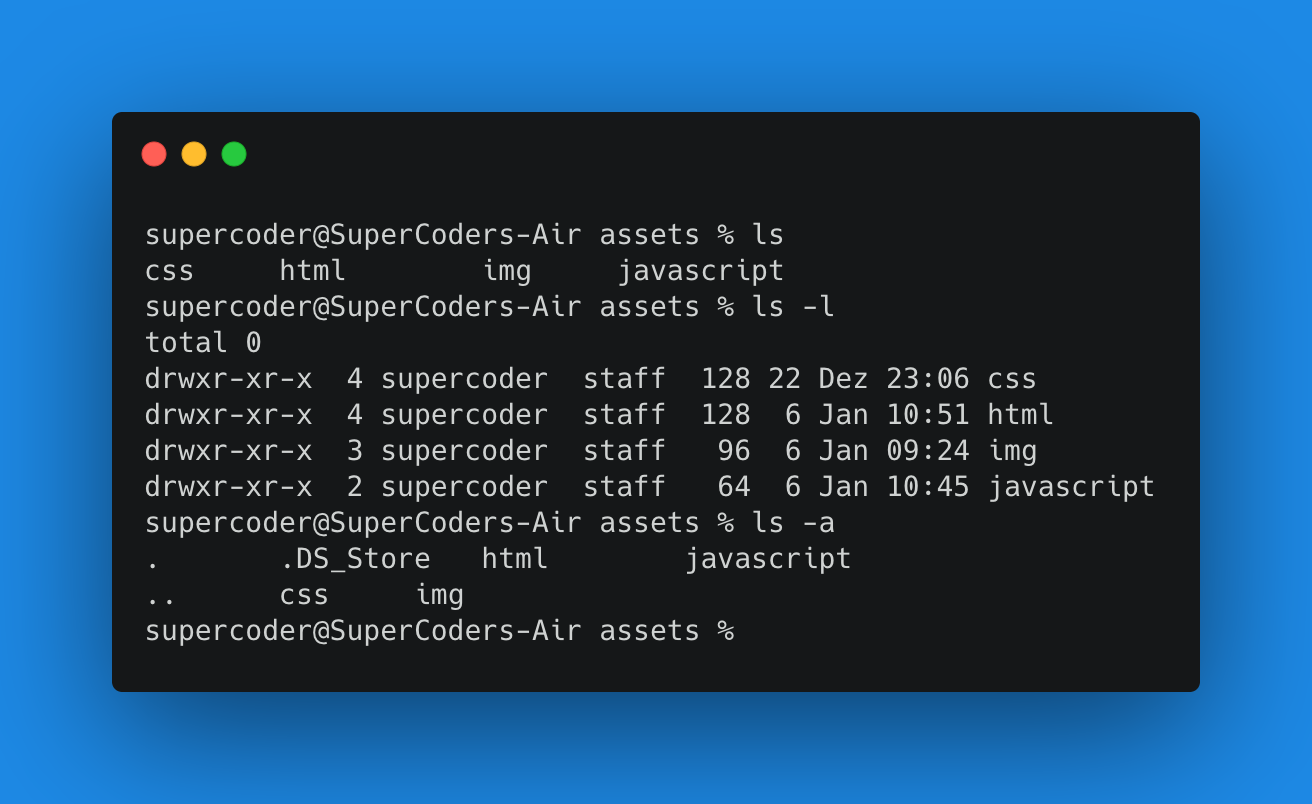 supercoder@SuperCoders-Air assets % ls
css     html        img     javascript
supercoder@SuperCoders-Air assets % ls -l
total 0
drwxr-xr-x  4 supercoder  staff  128 22 Dez 23:06 css
drwxr-xr-x  4 supercoder  staff  128  6 Jan 10:51 html
drwxr-xr-x  3 supercoder  staff   96  6 Jan 09:24 img
drwxr-xr-x  2 supercoder  staff   64  6 Jan 10:45 javascript
supercoder@SuperCoders-Air assets % ls -a
.       .DS_Store   html        javascript
..      css     img
supercoder@SuperCoders-Air assets %